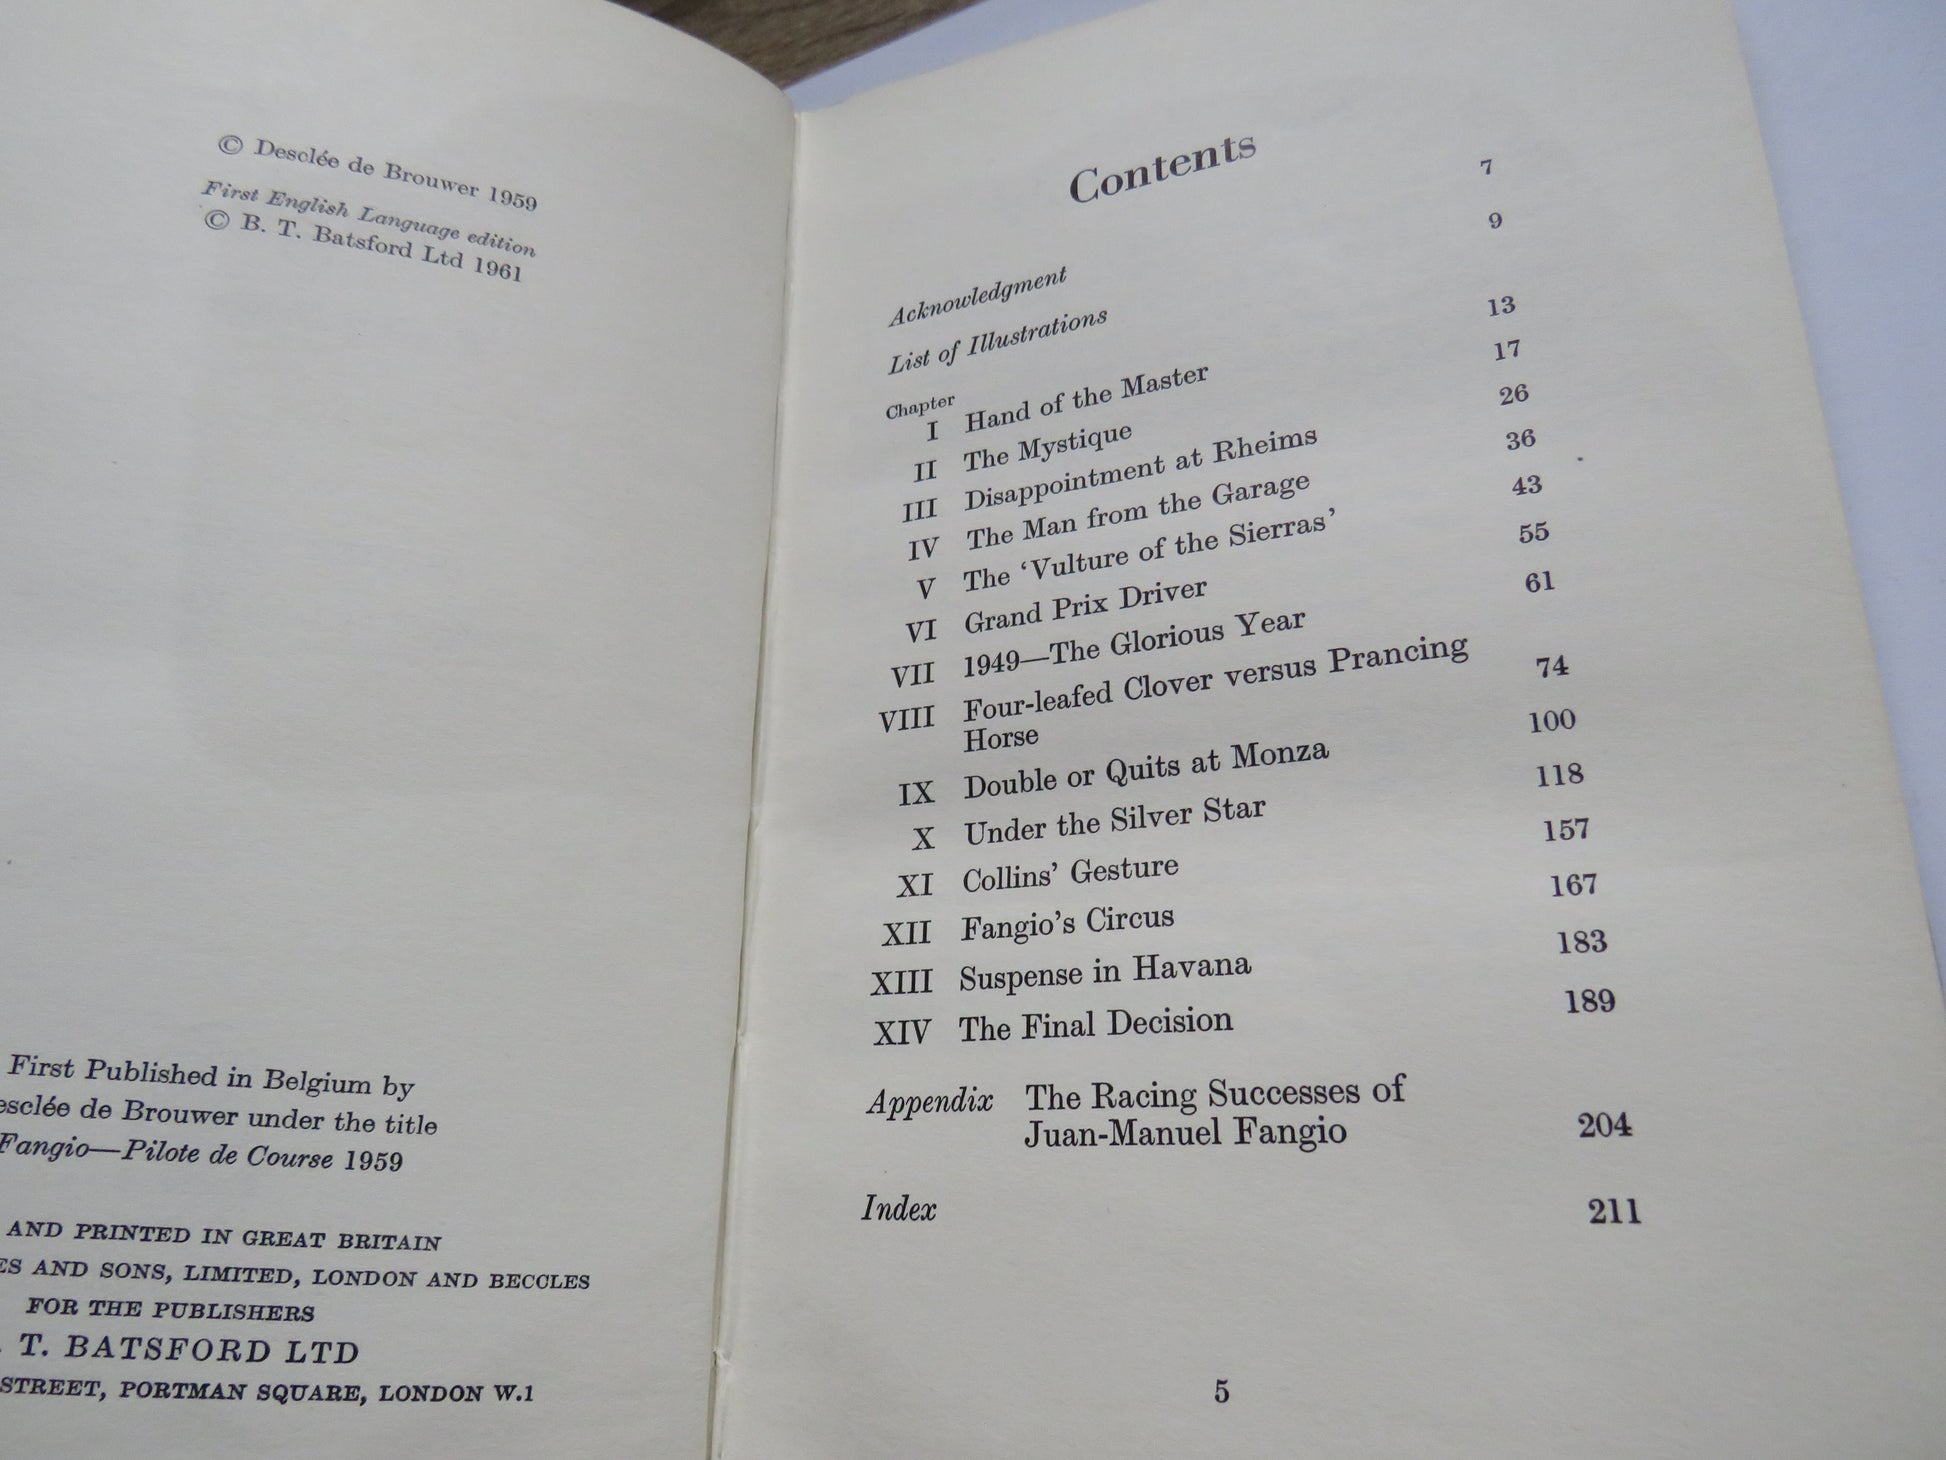 © Desclée de Brouwer 1959
First English Language edition
© B. T. Batsford Ltd 1961
First Published in Belgium by
de Brouwer under the title
Fangio—Pilote de Course 1959
AND PRINTED IN GREAT BRITAIN
AND SONS, LIMITED, LONDON AND BECCLES
FOR THE PUBLISHERS
T. BATSFORD LTD
STREET, PORTMAN SQUARE, LONDON W.1
Contents
Acknowledgment 7
List of Illustrations 9
Chapter
I Hand of the Master 13
II The Mystique 17
III Disappointment at Rheims 26
IV The Man from the Garage 36
V The ‘Vulture of the Sierras’ 43
VI Grand Prix Driver 55
VII 1949—The Glorious Year 61
VIII Four-leafed Clover versus Prancing
Horse 74
IX Double or Quits at Monza 100
X Under the Silver Star 118
XI Collins’ Gesture 157
XII Fangio’s Circus 167
XIII Suspense in Havana 183
XIV The Final Decision 189
Appendix The Racing Successes of
Juan-Manuel Fangio 204
Index 211
5